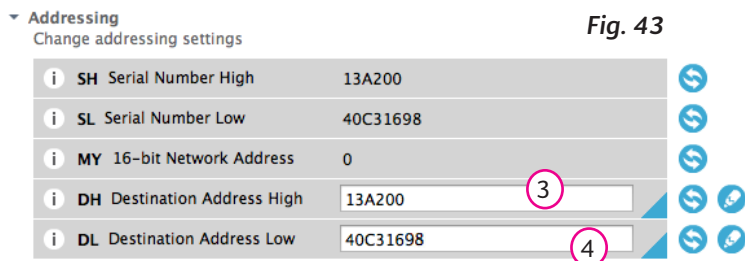 Addressing
Fig. 43
Change addressing settings
i SH Serial Number High 13A200
i SL Serial Number Low 40C31698
i MY 16-bit Network Address 0
i DH Destination Address High 13A200 3
i DL Destination Address Low 40C31698 4